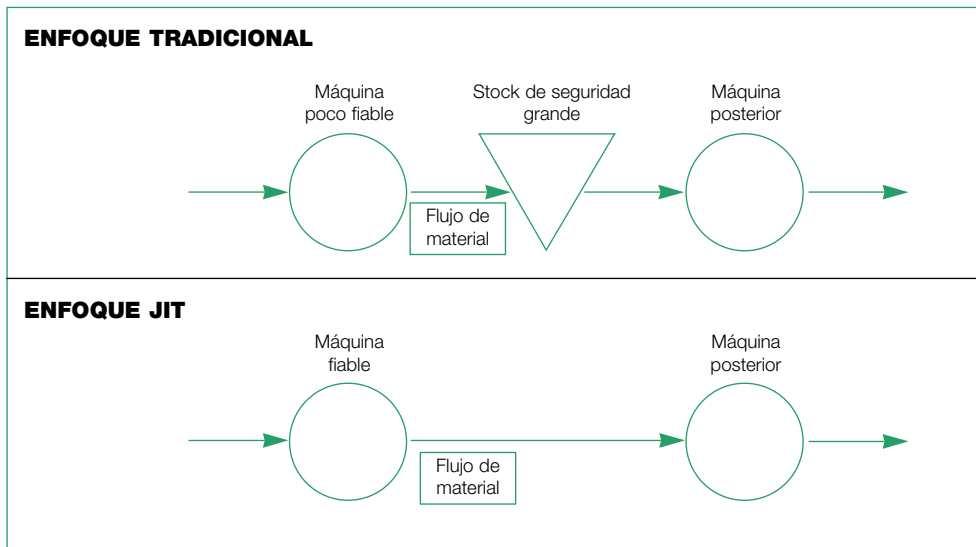 ENFOQUE TRADICIONAL
Máquina
poco fiable
Stock de seguridad
grande
Máquina
posterior
Flujo de
material
ENFOQUE JIT
Máquina
fiable
Máquina
posterior
Flujo de
material